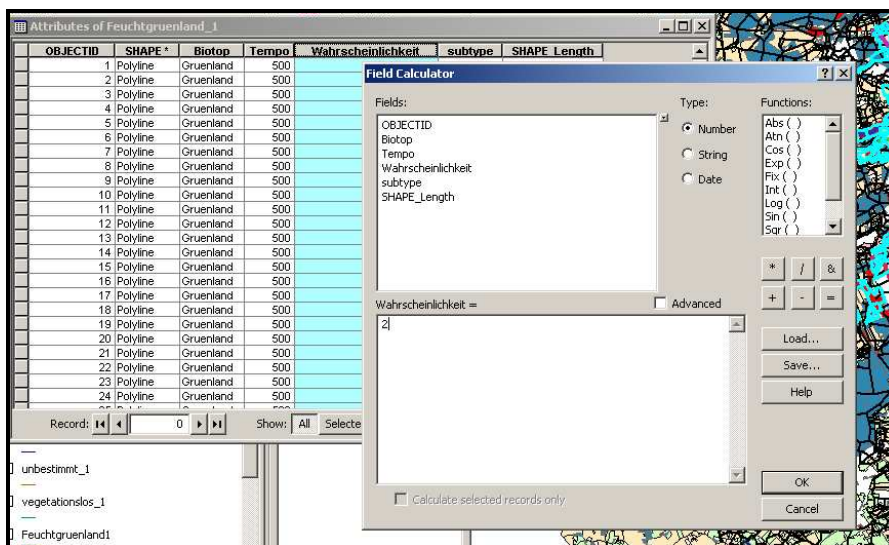 Attributes of Feuchtgruenland_1
OBJECTID SHAPE * Biotop Tempo Wahrscheinlichkeit subtype SHAPE_Length
1 Polyline Gruenland 500
2 Polyline Gruenland 500
3 Polyline Gruenland 500
4 Polyline Gruenland 500
5 Polyline Gruenland 500
6 Polyline Gruenland 500
7 Polyline Gruenland 500
8 Polyline Gruenland 500
9 Polyline Gruenland 500
10 Polyline Gruenland 500
11 Polyline Gruenland 500
12 Polyline Gruenland 500
13 Polyline Gruenland 500
14 Polyline Gruenland 500
15 Polyline Gruenland 500
16 Polyline Gruenland 500
17 Polyline Gruenland 500
18 Polyline Gruenland 500
19 Polyline Gruenland 500
20 Polyline Gruenland 500
21 Polyline Gruenland 500
22 Polyline Gruenland 500
23 Polyline Gruenland 500
24 Polyline Gruenland 500
Record: 0 Show: All Selecte
unbestimmt_1
vegetationslos_1
Feuchtgruenland1
Field Calculator
Fields:
OBJECTID
Biotop
Tempo
Wahrscheinlichkeit
subtype
SHAPE_Length
Type:
Number
String
Date
Functions:
Abs ( )
Atn ( )
Cos ( )
Exp ( )
Fix ( )
Int ( )
Log ( )
Sin ( )
Sqr ( )
* / &
+ - =
Wahrscheinlichkeit =
Advanced
2
Load...
Save...
Help
Calculate selected records only
OK
Cancel